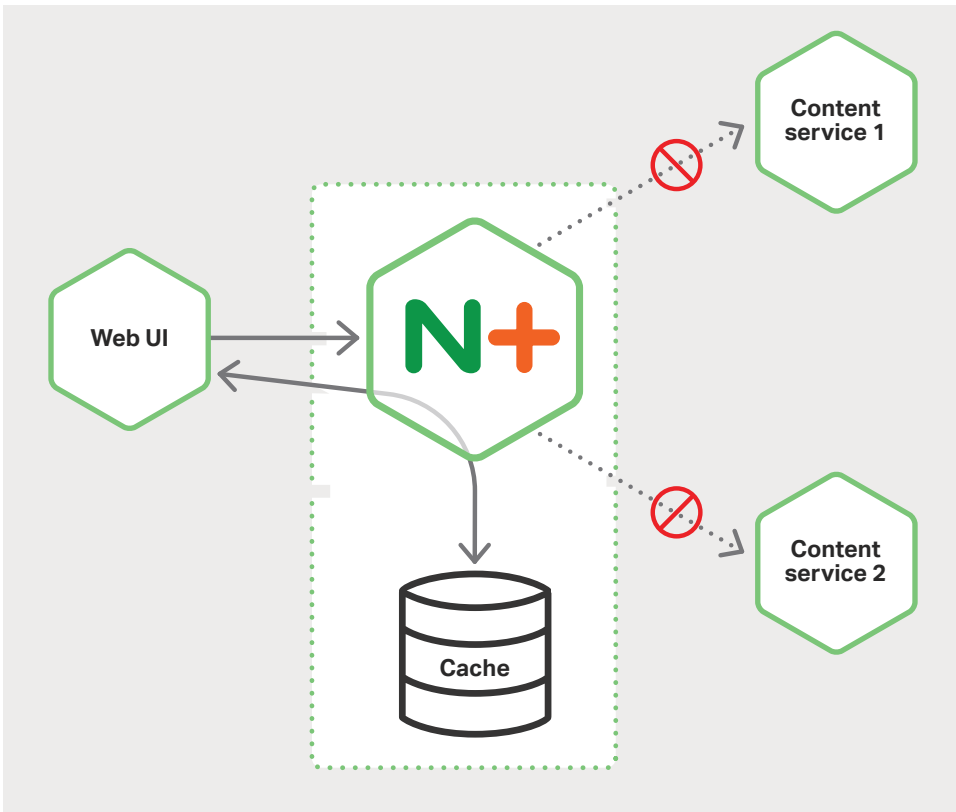 Content
service 1
Web UI
N+
Content
service 2
Cache